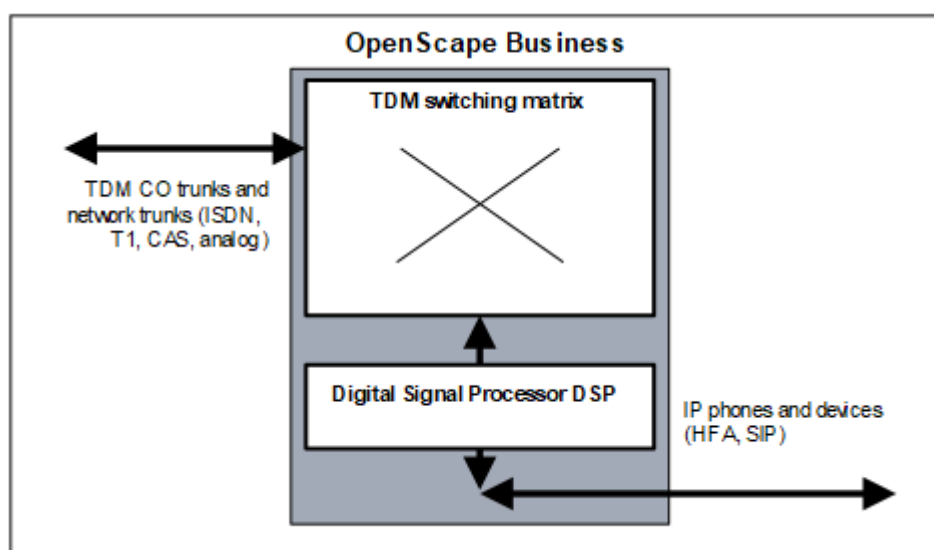 OpenScape Business
TDM switching matrix
TDM CO trunks and
network trunks (ISDN,
T1, CAS, analog)
Digital Signal Processor DSP
IP phones and devices
(HFA, SIP)